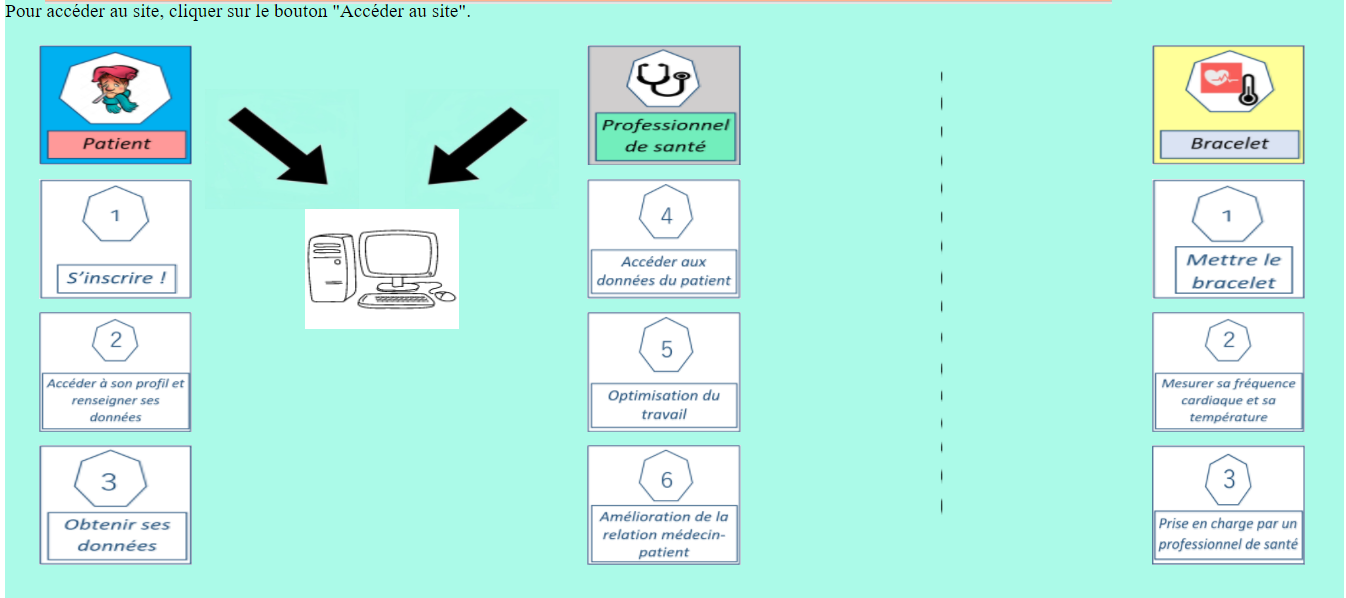 Pour accéder au site, cliquer sur le bouton "Accéder au site".
Patient
1
S'inscrire !
2
Accéder à son profil et
renseigner ses
données
3
Obtenir ses
données
Professionnel
de santé
4
Accéder aux
données du patient
5
Optimisation du
travail
6
Amélioration de la
relation médecin-
patient
Bracelet
1
Mettre le
bracelet
2
Mesurer sa fréquence
cardiaque et sa
température
3
Prise en charge par un
professionnel de santé